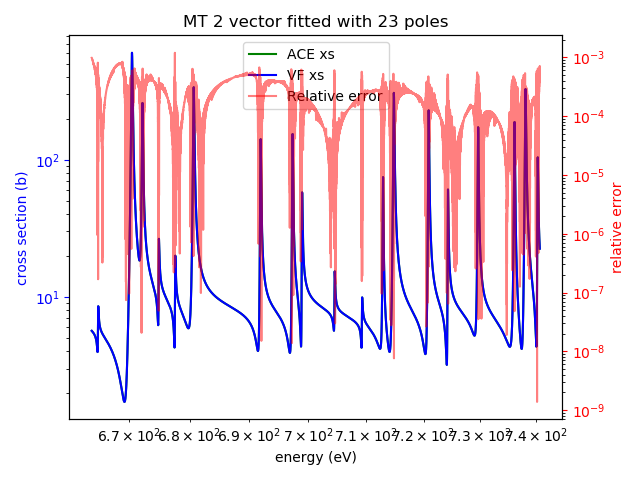 MT 2 vector fitted with 23 poles
ACE xs
VF xs
Relative error
cross section (b)
10²
10¹
10⁻³
10⁻⁴
10⁻⁵
10⁻⁶
10⁻⁷
10⁻⁸
10⁻⁹
relative error
6.7 × 10² 6.8 × 10² 6.9 × 10² 7 × 10² 7.1 × 10² 7.2 × 10² 7.3 × 10² 7.4 × 10²
energy (eV)